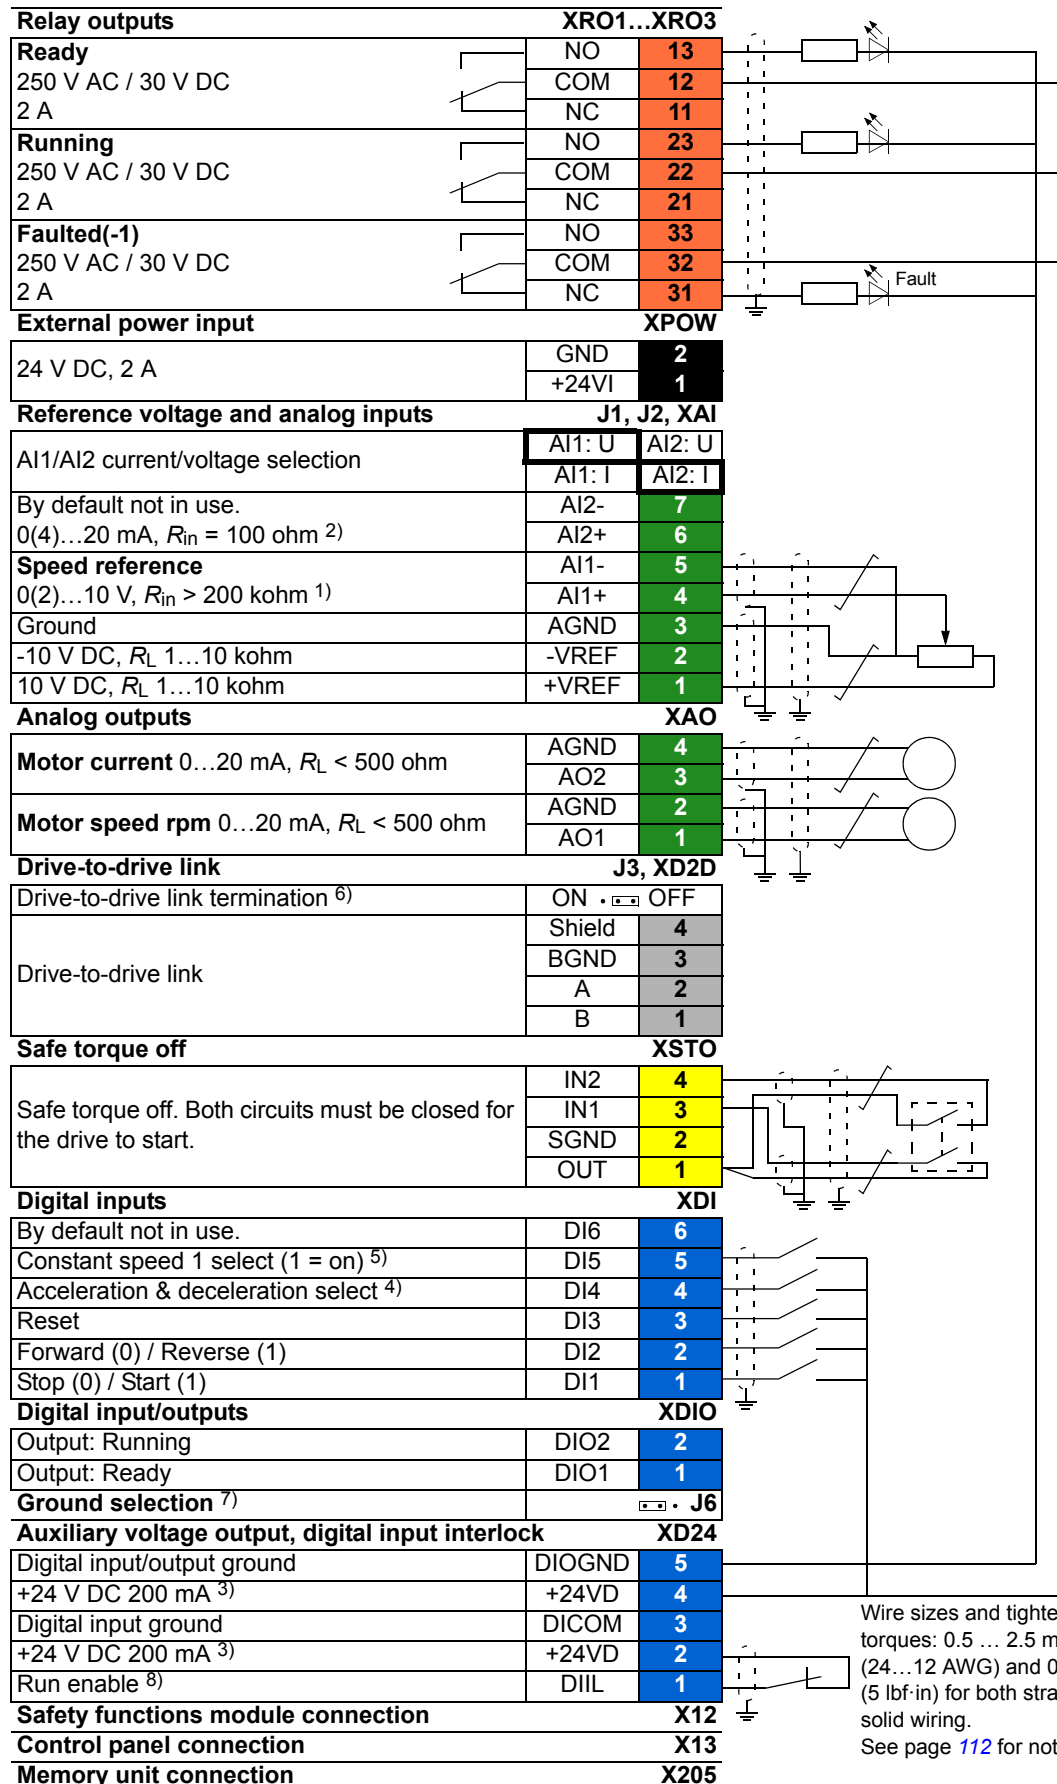 Relay outputs XRO1…XRO3
Ready NO 13
250 V AC / 30 V DC COM 12
2 A NC 11
Running NO 23
250 V AC / 30 V DC COM 22
2 A NC 21
Faulted(-1) NO 33
250 V AC / 30 V DC COM 32
2 A NC 31
Fault
External power input XPOW
24 V DC, 2 A
GND 2
+24VI 1
Reference voltage and analog inputs J1, J2, XAI
AI1/AI2 current/voltage selection
AI1: U AI2: U
AI1: I AI2: I
By default not in use. AI2- 7
0(4)…20 mA, Rin = 100 ohm 2) AI2+ 6
Speed reference AI1- 5
0(2)…10 V, Rin > 200 kohm 1) AI1+ 4
Ground AGND 3
-10 V DC, RL 1…10 kohm -VREF 2
10 V DC, RL 1…10 kohm +VREF 1
Analog outputs XAO
Motor current 0…20 mA, RL < 500 ohm
AGND 4
AO2 3
Motor speed rpm 0…20 mA, RL < 500 ohm
AGND 2
AO1 1
Drive-to-drive link J3, XD2D
Drive-to-drive link termination 6) ON OFF
Drive-to-drive link
Shield 4
BGND 3
A 2
B 1
Safe torque off XSTO
Safe torque off. Both circuits must be closed for
the drive to start.
IN2 4
IN1 3
SGND 2
OUT 1
Digital inputs XDI
By default not in use. DI6 6
Constant speed 1 select (1 = on) 5) DI5 5
Acceleration & deceleration select 4) DI4 4
Reset DI3 3
Forward (0) / Reverse (1) DI2 2
Stop (0) / Start (1) DI1 1
Digital input/outputs XDIO
Output: Running DIO2 2
Output: Ready DIO1 1
Ground selection 7) J6
Auxiliary voltage output, digital input interlock XD24
Digital input/output ground DIOGND 5
+24 V DC 200 mA 3) +24VD 4
Digital input ground DICOM 3
+24 V DC 200 mA 3) +24VD 2
Run enable 8) DIIL 1
Safety functions module connection X12
Control panel connection X13
Memory unit connection X205
Wire sizes and tighte
torques: 0.5 … 2.5 m
(24…12 AWG) and 0
(5 lbf·in) for both stra
solid wiring.
See page 112 for not